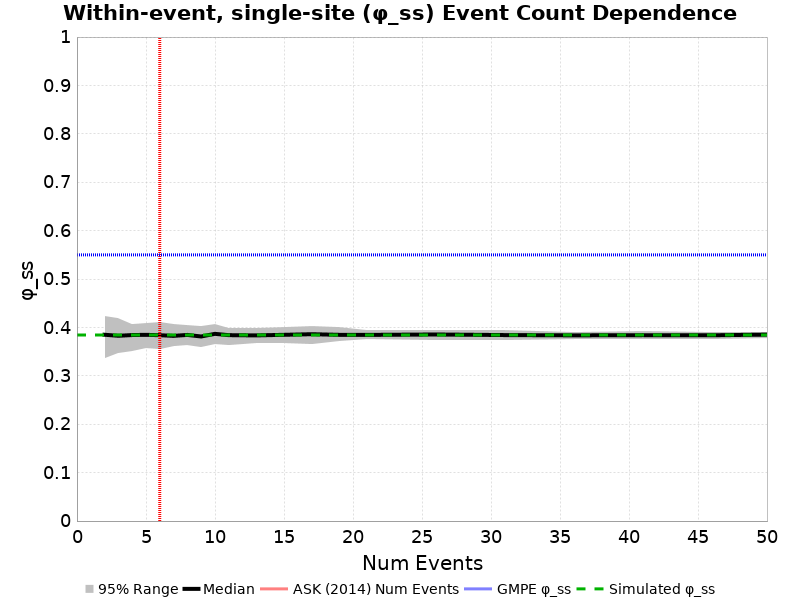 Within-event, single-site (φ_ss) Event Count Dependence
1
0.9
0.8
0.7
0.6
0.5
0.4
0.3
0.2
0.1
0
φ_ss
0 5 10 15 20 25 30 35 40 45 50
Num Events
95% Range Median ASK (2014) Num Events GMPE φ_ss Simulated φ_ss